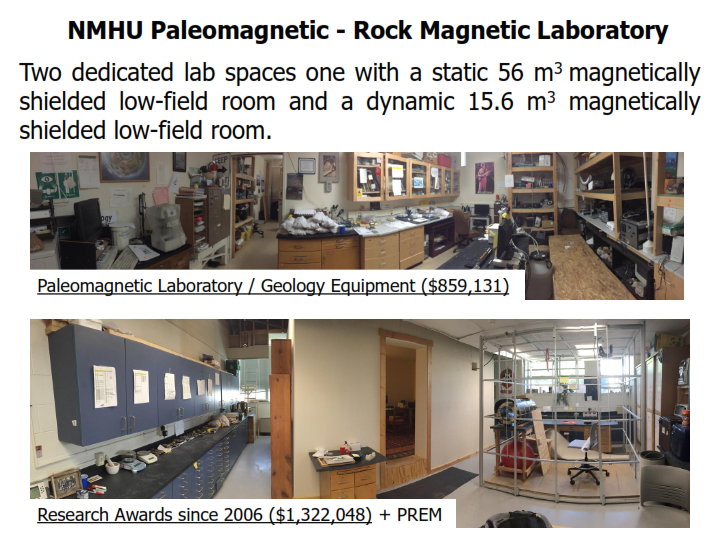 NMHU Paleomagnetic - Rock Magnetic Laboratory
Two dedicated lab spaces one with a static 56 m³ magnetically
shielded low-field room and a dynamic 15.6 m³ magnetically
shielded low-field room.
Paleomagnetic Laboratory / Geology Equipment ($859,131)
Research Awards since 2006 ($1,322,048) + PREM